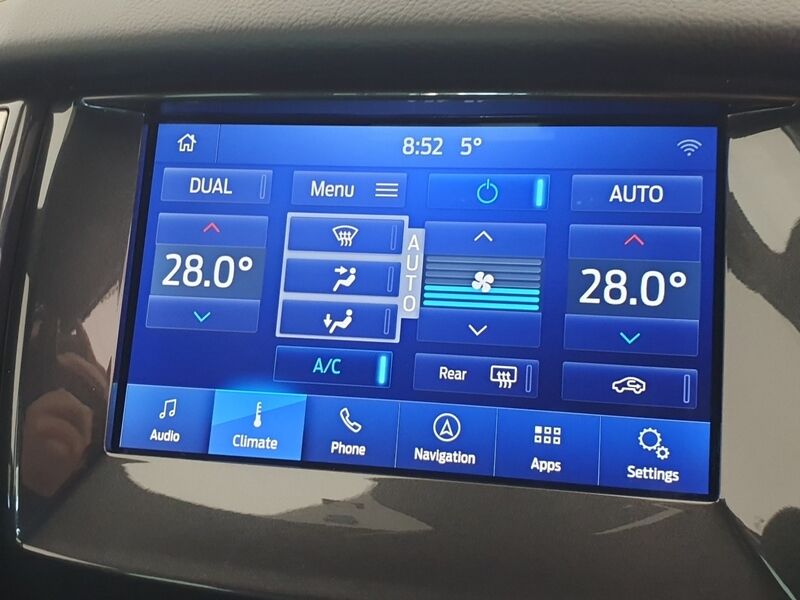 8:52 5°
DUAL
Menu
AUTO
28.0°
AUTO
28.0°
A/C
Rear
Audio
Climate
Phone
Navigation
Apps
Settings